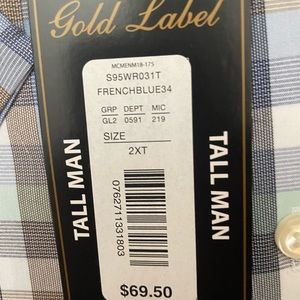 Gold Label
MCMENM18-175
S95WR031T
FRENCHBLUE34
GRP DEPT MIC
GL2 0591 219
SIZE
2XT
TALL MAN
TALL MAN
0762711331803
$69.50